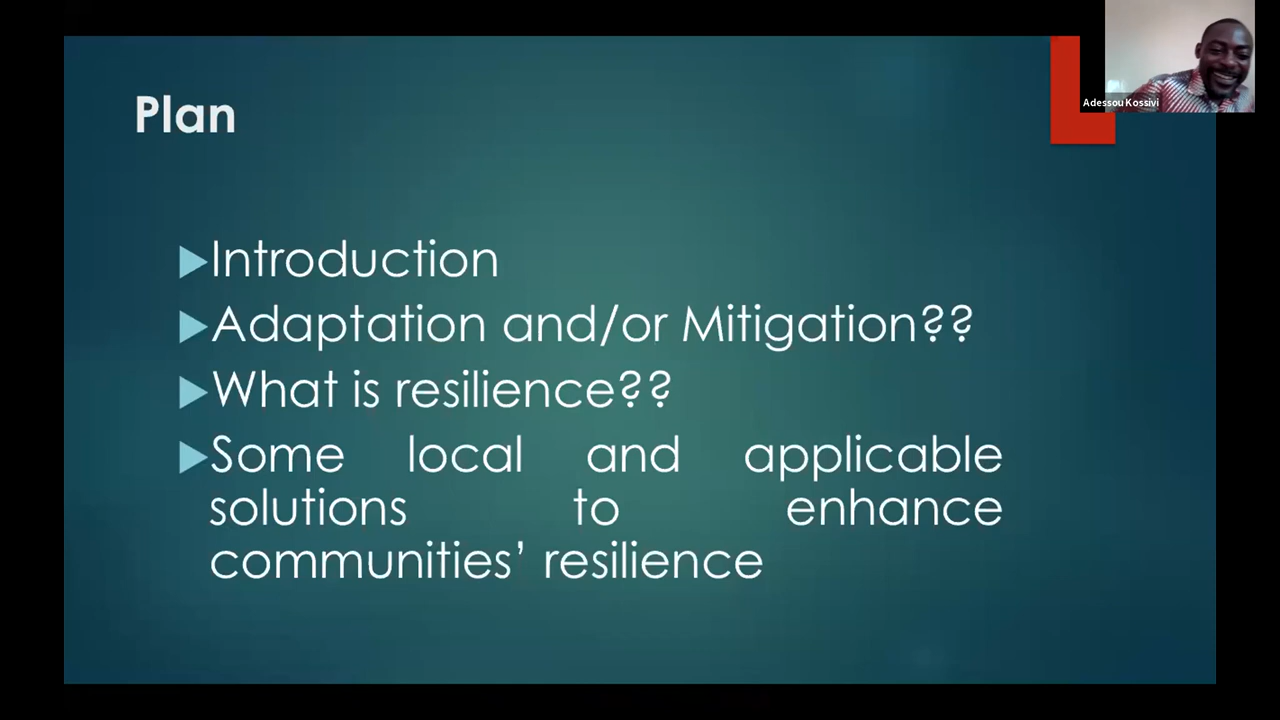 Plan
Adessou Kossivi
Introduction
Adaptation and/or Mitigation??
What is resilience??
Some local and applicable
solutions to enhance
communities’ resilience